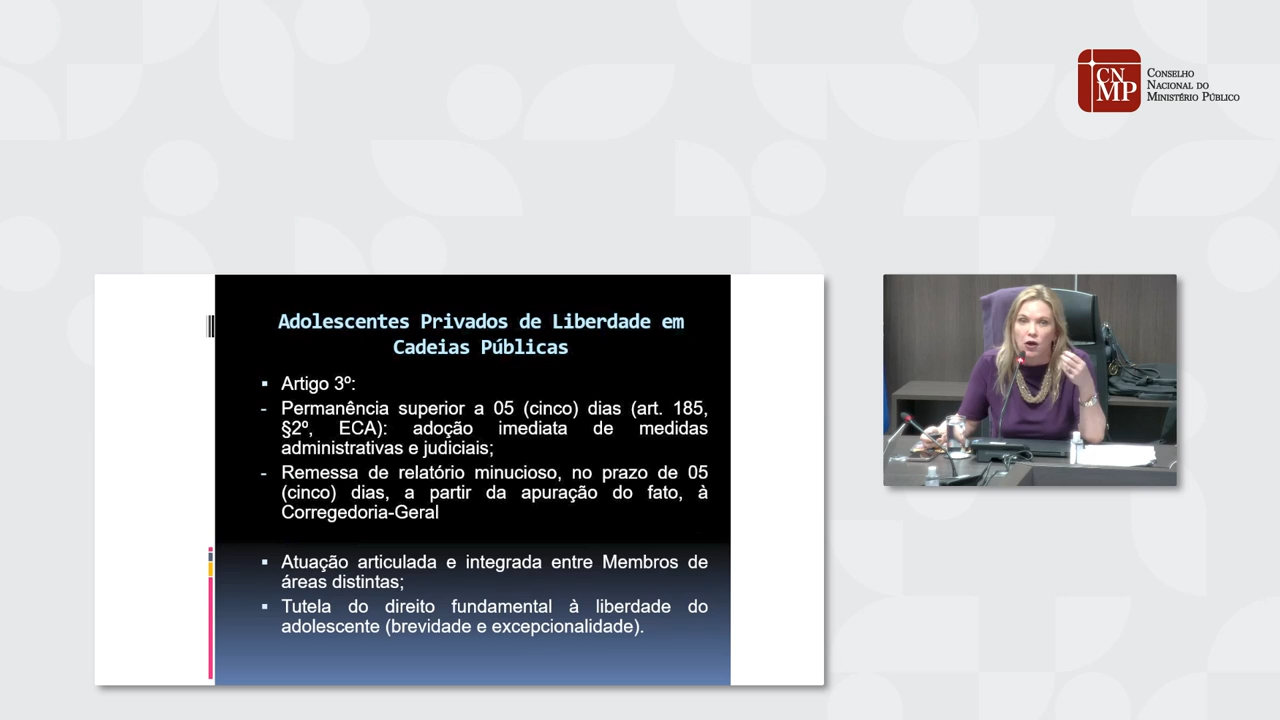 CN
MP
Conselho
Nacional do
Ministério Público
Adolescentes Privados de Liberdade em
Cadeias Públicas
▪ Artigo 3º:
- Permanência superior a 05 (cinco) dias (art. 185,
§2º, ECA): adoção imediata de medidas
administrativas e judiciais;
- Remessa de relatório minucioso, no prazo de 05
(cinco) dias, a partir da apuração do fato, à
Corregedoria-Geral
▪ Atuação articulada e integrada entre Membros de
áreas distintas;
▪ Tutela do direito fundamental à liberdade do
adolescente (brevidade e excepcionalidade).